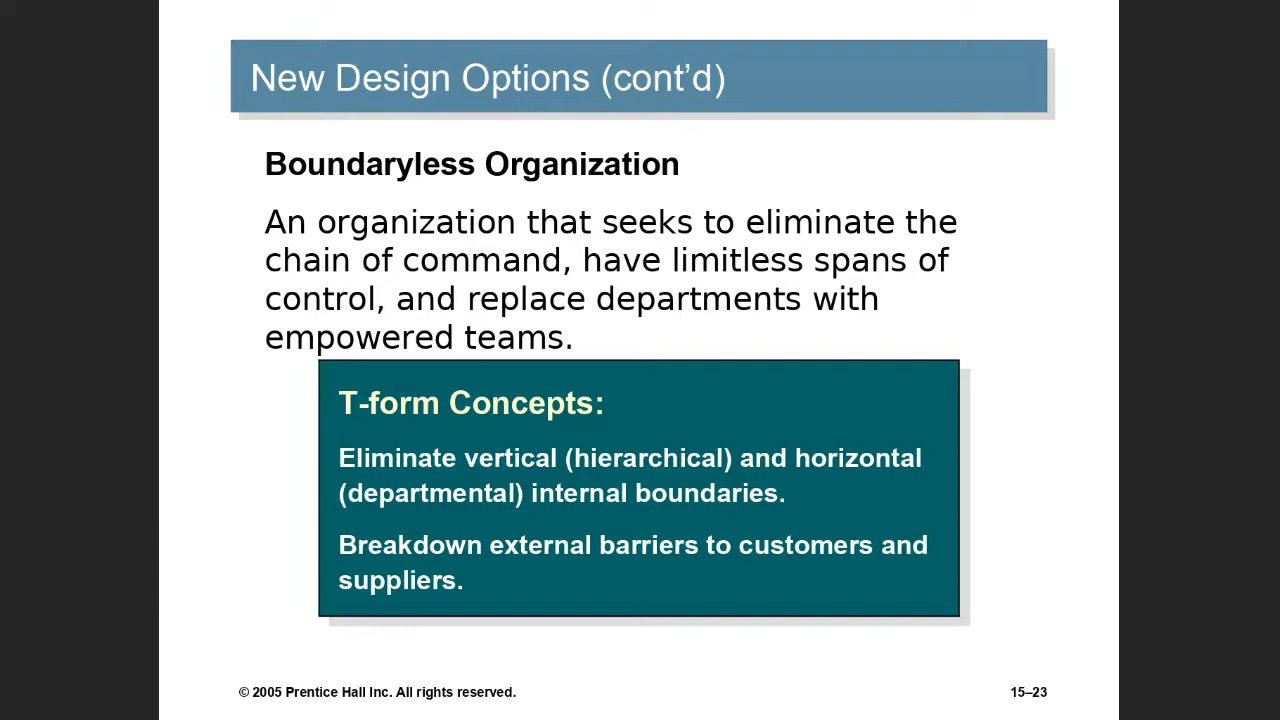 New Design Options (cont’d)
Boundaryless Organization
An organization that seeks to eliminate the
chain of command, have limitless spans of
control, and replace departments with
empowered teams.
T-form Concepts:
Eliminate vertical (hierarchical) and horizontal
(departmental) internal boundaries.
Breakdown external barriers to customers and
suppliers.
© 2005 Prentice Hall Inc. All rights reserved.
15–23